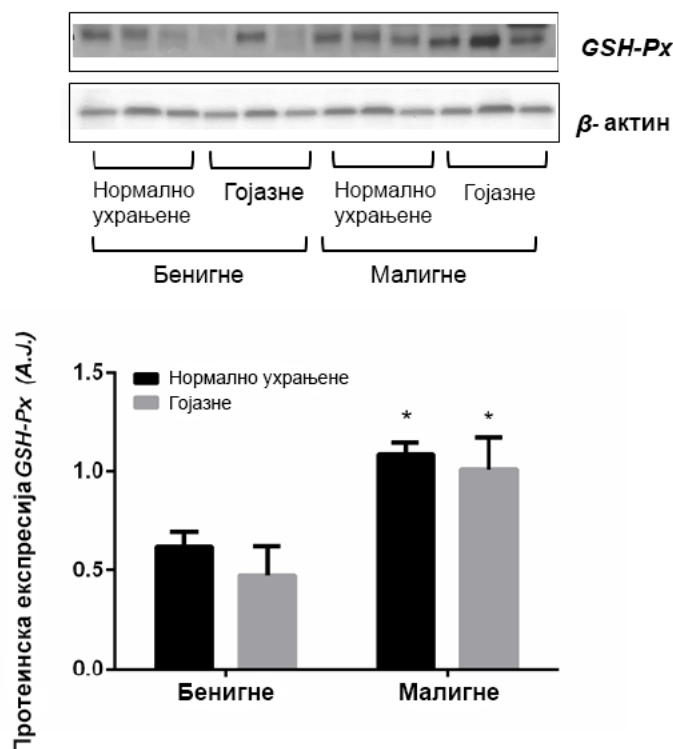 GSH-Px
β- актин
Нормално
ухрањене
Гојазне
Нормално
ухрањене
Гојазне
Бенигне
Малигне
Протеинска експресија GSH-Px (A.J.)
1.5
1.0
0.5
0.0
Нормално ухрањене
Гојазне
*
*
Бенигне
Малигне